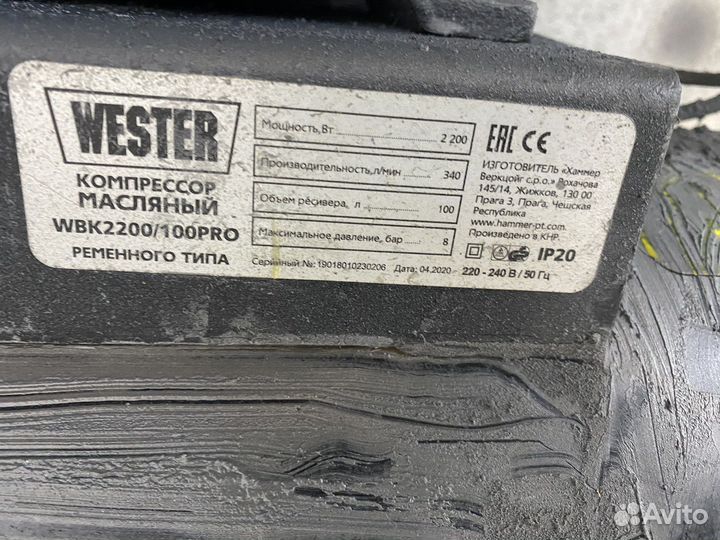 WESTER
КОМПРЕССОР
МАСЛЯНЫЙ
WBK2200/100PRO
РЕМЕННОГО ТИПА
Мощность, Вт 2 200
Производительность, л/мин 340
Объем ресивера, л 100
Максимальное давление, бар 8
Серийный №: 19018010230206 Дата: 04.2020 220 - 240 В / 50 Гц
EAC CE
ИЗГОТОВИТЕЛЬ «Хаммер
Веркцойг с.р.о.» Рохачова
145/14, Жижков, 130 00
Прага 3, Прага, Чешская
Республика
www.hammer-pt.com
Произведено в КНР.
IP20
Avito